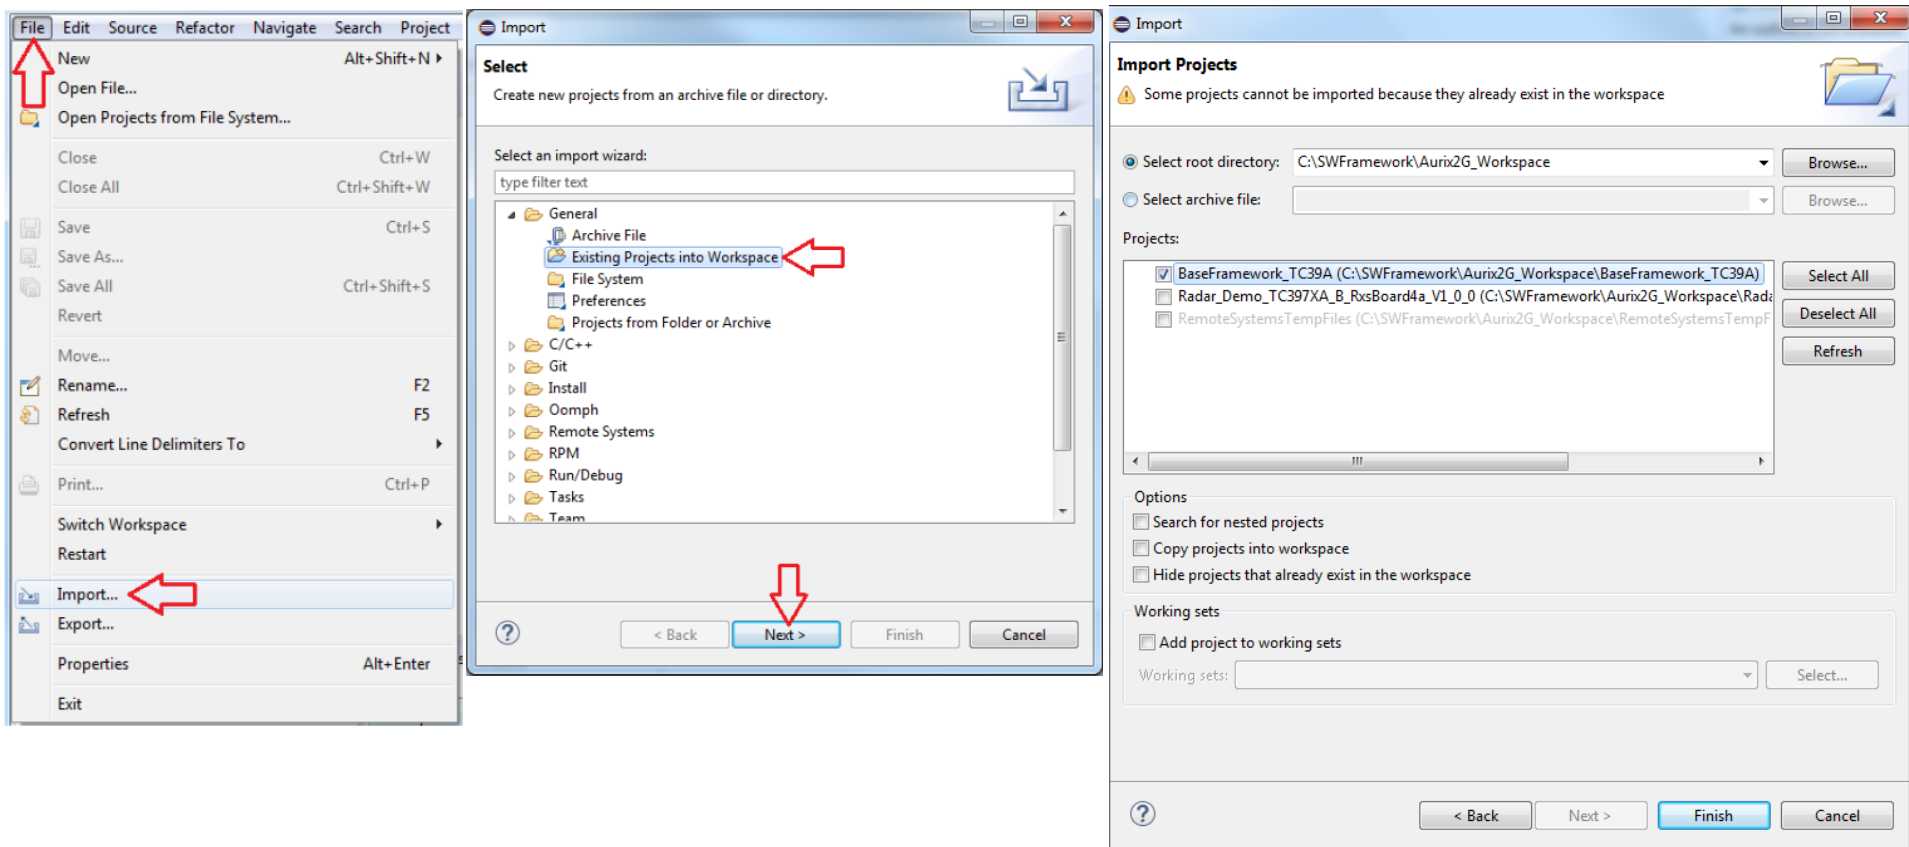 File Edit Source Refactor Navigate Search Project
New Alt+Shift+N
Open File...
Open Projects from File System...
Close Ctrl+W
Close All Ctrl+Shift+W
Save Ctrl+S
Save As...
Save All Ctrl+Shift+S
Revert
Move...
Rename... F2
Refresh F5
Convert Line Delimiters To
Print... Ctrl+P
Switch Workspace
Restart
Import...
Export...
Properties Alt+Enter
Exit
Import
Select
Create new projects from an archive file or directory.
Select an import wizard:
type filter text
General
Archive File
Existing Projects into Workspace
File System
Preferences
Projects from Folder or Archive
C/C++
Git
Install
Oomph
Remote Systems
RPM
Run/Debug
Tasks
Team
< Back Next > Finish Cancel
Import
Import Projects
Some projects cannot be imported because they already exist in the workspace
Select root directory: C:\SWFramework\Aurix2G_Workspace Browse...
Select archive file: Browse...
Projects:
BaseFramework_TC39A (C:\SWFramework\Aurix2G_Workspace\BaseFramework_TC39A) Select All
Radar_Demo_TC397XA_B_RxsBoard4a_V1_0_0 (C:\SWFramework\Aurix2G_Workspace\Rada
RemoteSystemsTempFiles (C:\SWFramework\Aurix2G_Workspace\RemoteSystemsTempF Deselect All
Refresh
Options
Search for nested projects
Copy projects into workspace
Hide projects that already exist in the workspace
Working sets
Add project to working sets
Working sets: Select...
< Back Next > Finish Cancel